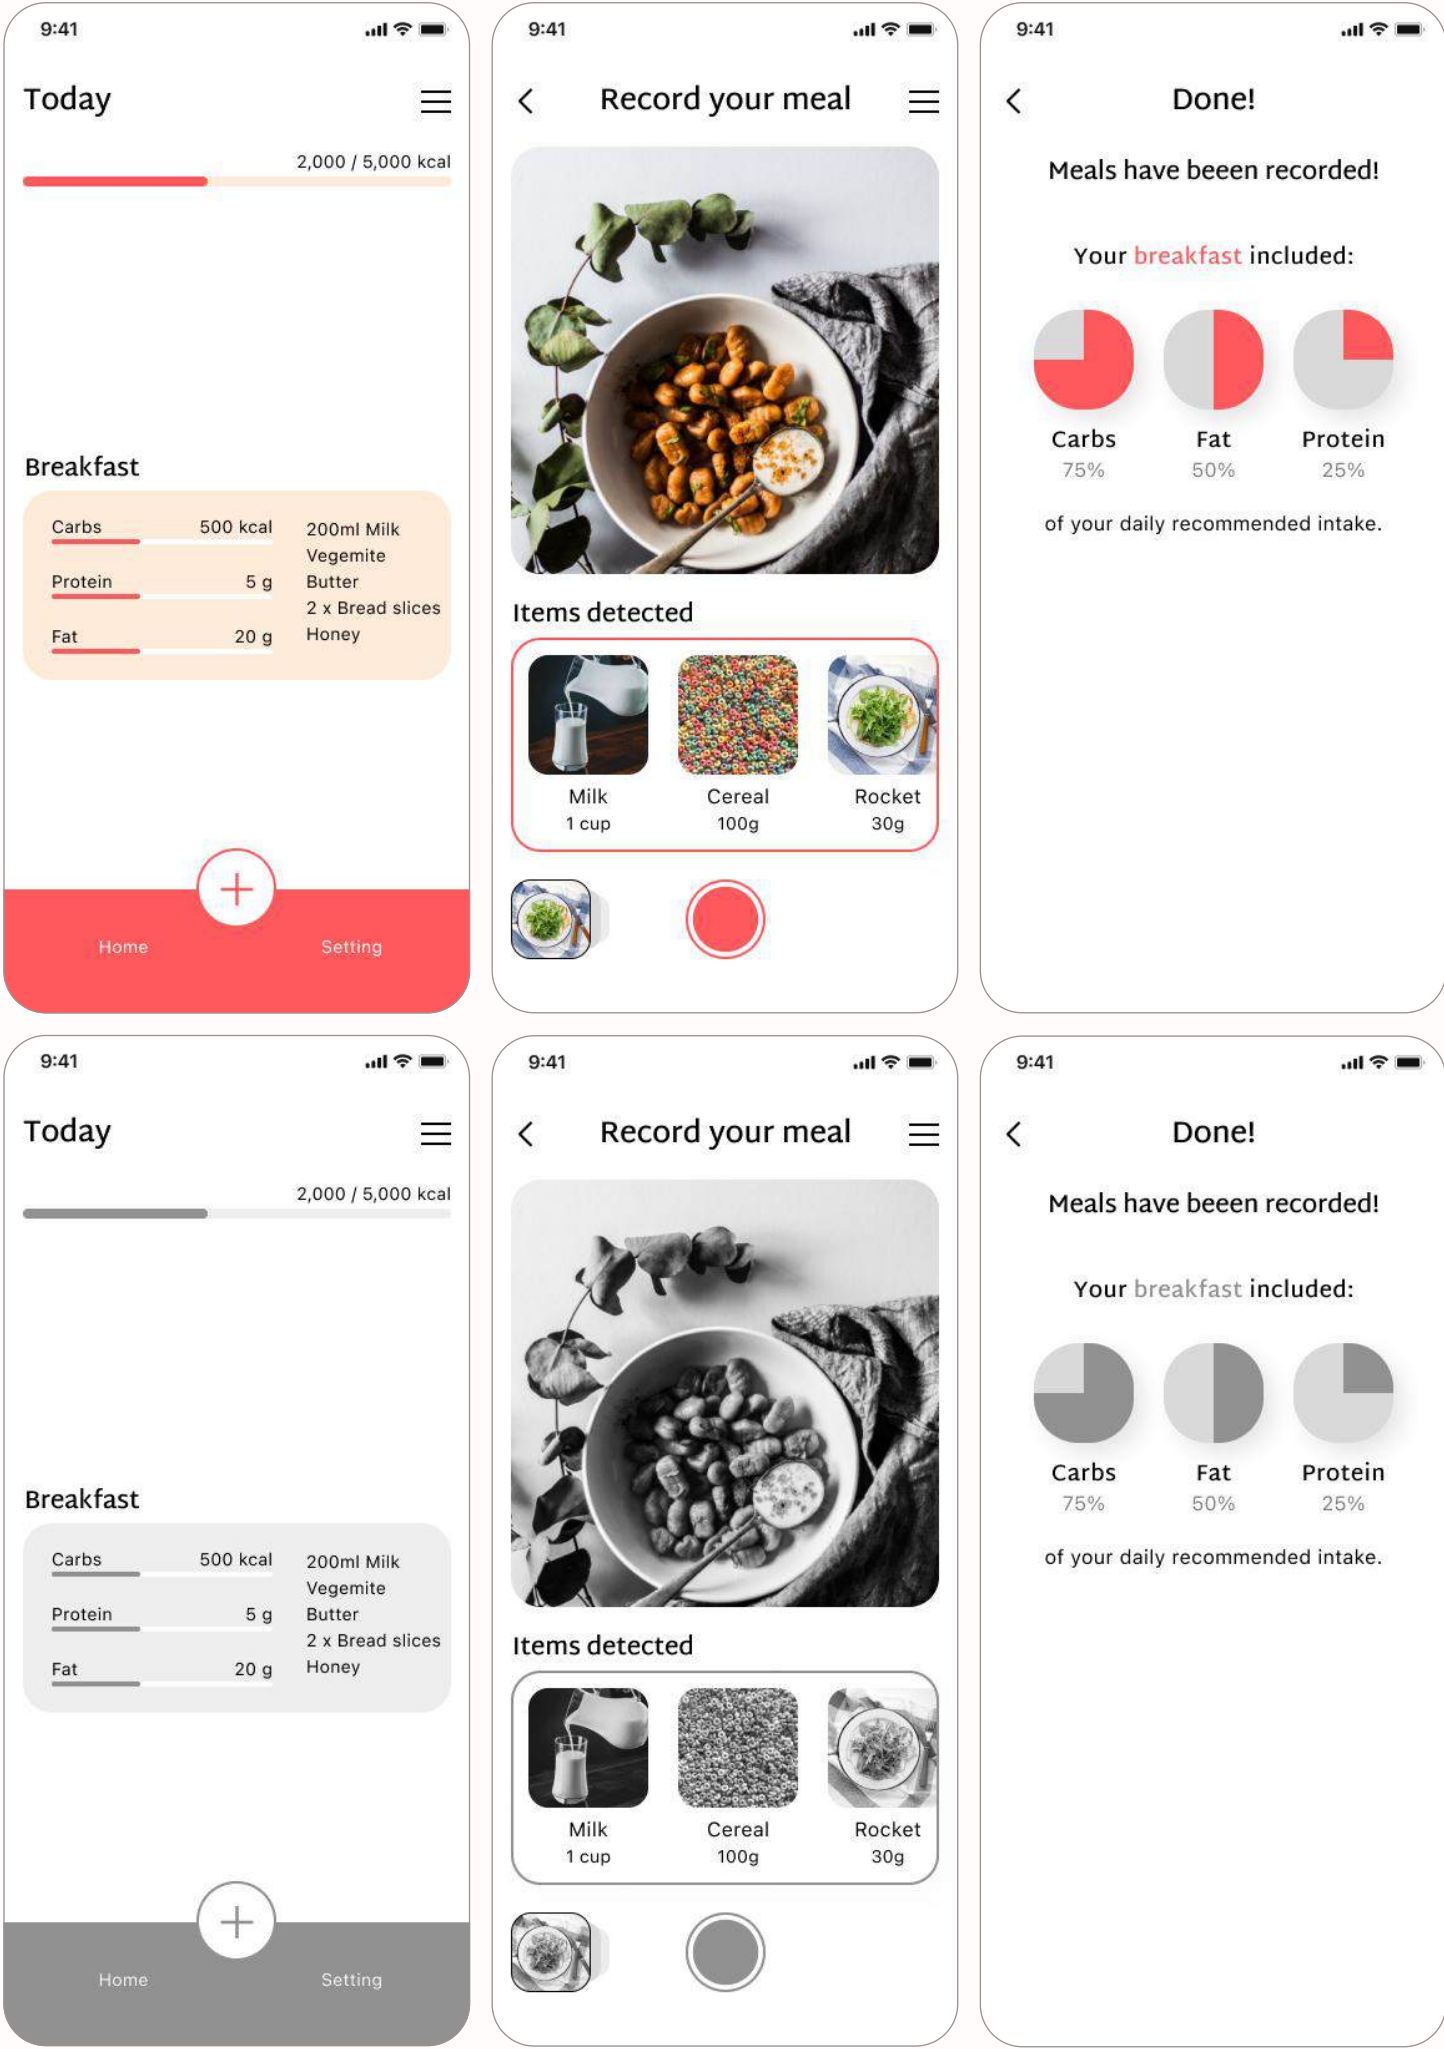 9:41
Today
2,000 / 5,000 kcal
Breakfast
Carbs 500 kcal
Protein 5 g
Fat 20 g
200ml Milk
Vegemite
Butter
2 x Bread slices
Honey
Home Setting
9:41
Record your meal
Items detected
Milk Cereal Rocket
1 cup 100g 30g
9:41
Done!
Meals have beeen recorded!
Your breakfast included:
Carbs Fat Protein
75% 50% 25%
of your daily recommended intake.
9:41
Today
2,000 / 5,000 kcal
Breakfast
Carbs 500 kcal
Protein 5 g
Fat 20 g
200ml Milk
Vegemite
Butter
2 x Bread slices
Honey
Home Setting
9:41
Record your meal
Items detected
Milk Cereal Rocket
1 cup 100g 30g
9:41
Done!
Meals have beeen recorded!
Your breakfast included:
Carbs Fat Protein
75% 50% 25%
of your daily recommended intake.